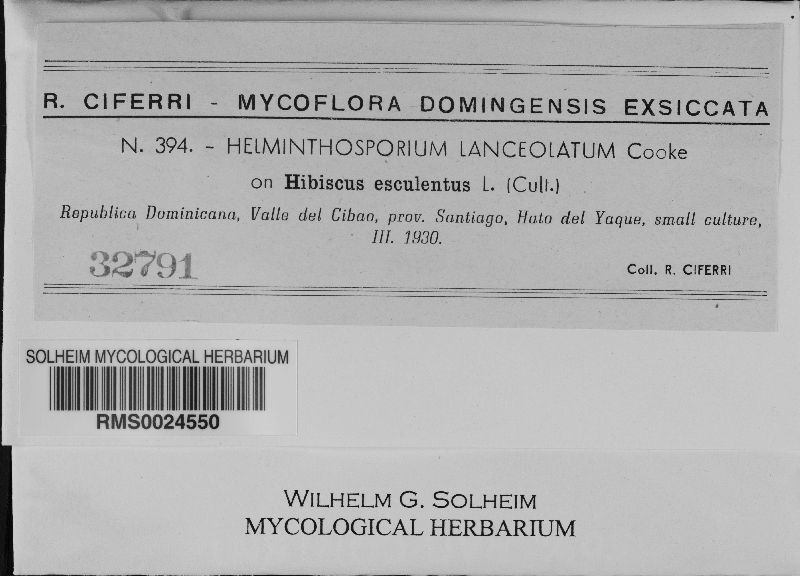 R. CIFERRI - MYCOFLORA DOMINGENSIS EXSICCATA
N. 394. - HELMINTHOSPORIUM LANCEOLATUM Cooke
on Hibiscus esculentus L. (Cult.)
Republica Dominicana, Valle del Cibao, prov. Santiago, Hato del Yaque, small culture,
III. 1930.
32791
Coll. R. CIFERRI
SOLHEIM MYCOLOGICAL HERBARIUM
RMS0024550
WILHELM G. SOLHEIM
MYCOLOGICAL HERBARIUM